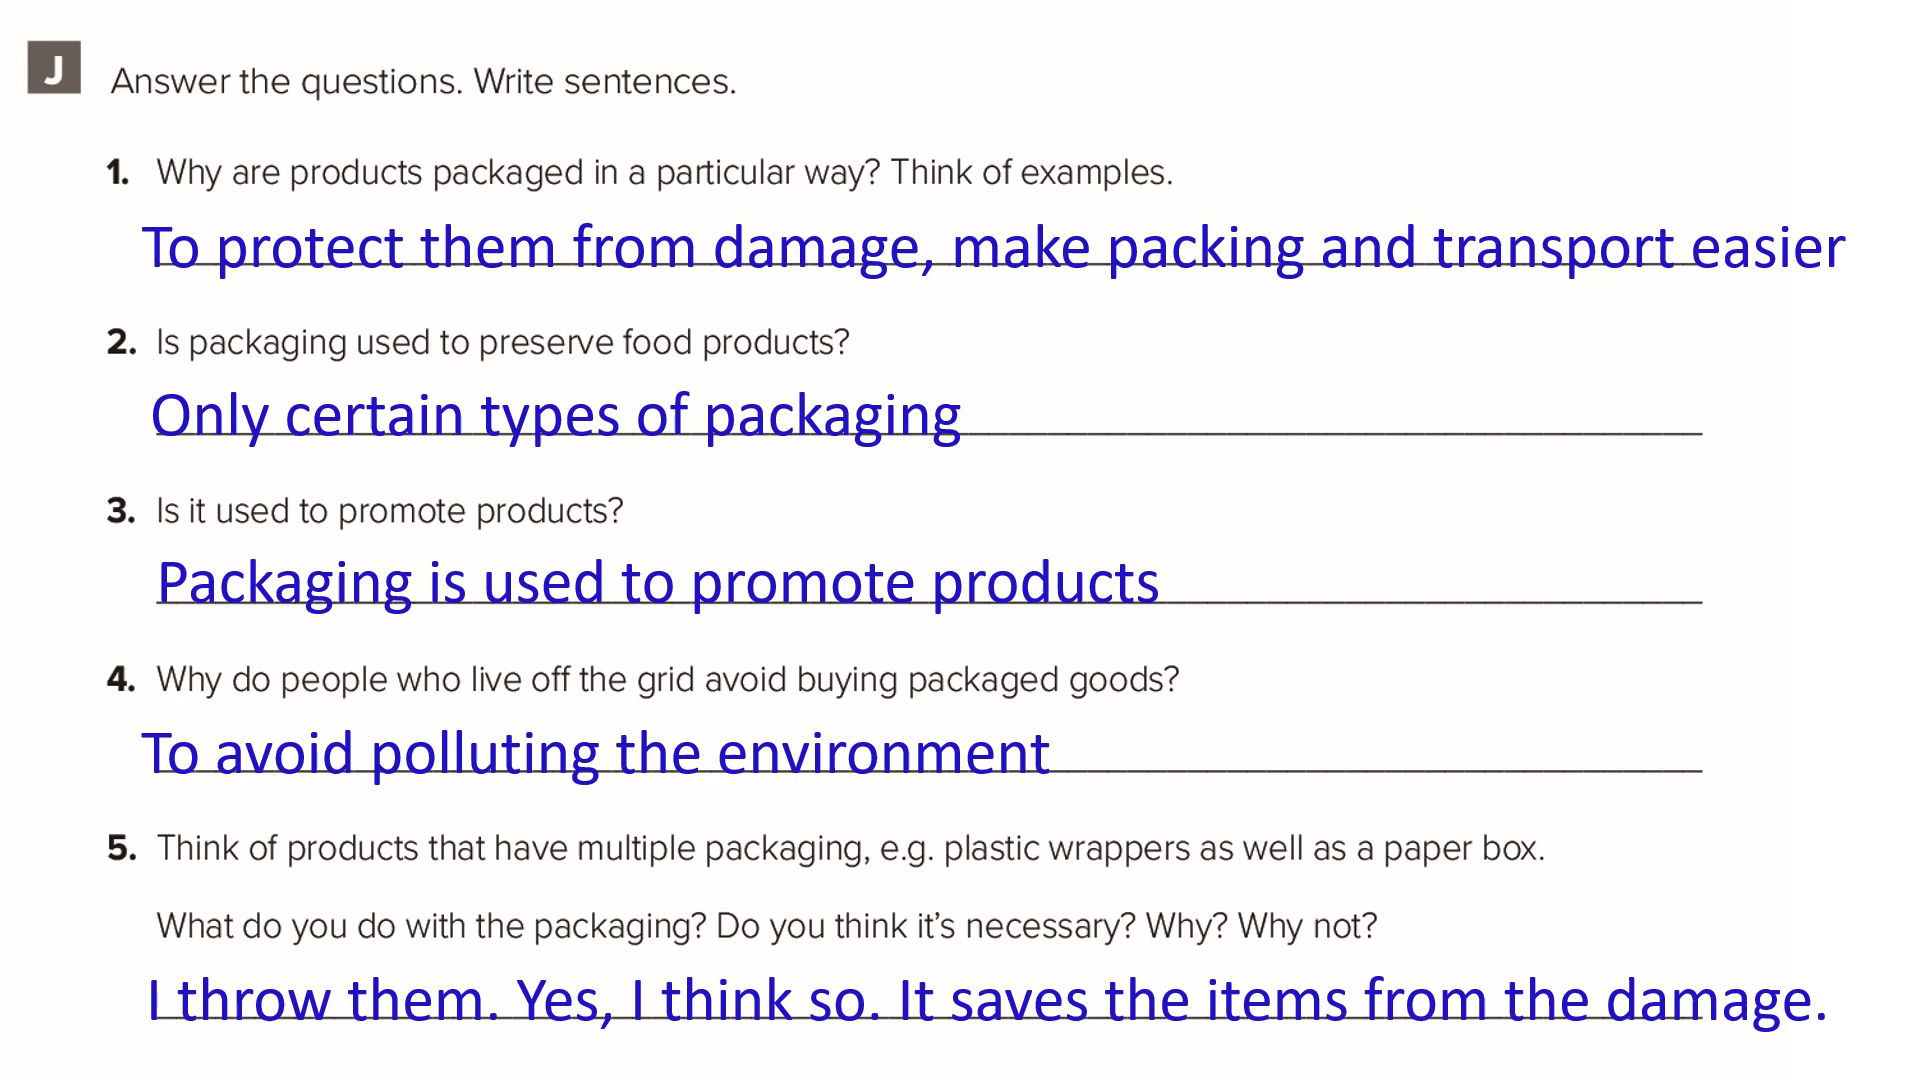 J Answer the questions. Write sentences.
1. Why are products packaged in a particular way? Think of examples.
To protect them from damage, make packing and transport easier
2. Is packaging used to preserve food products?
Only certain types of packaging
3. Is it used to promote products?
Packaging is used to promote products
4. Why do people who live off the grid avoid buying packaged goods?
To avoid polluting the environment
5. Think of products that have multiple packaging, e.g. plastic wrappers as well as a paper box.
What do you do with the packaging? Do you think it’s necessary? Why? Why not?
I throw them. Yes, I think so. It saves the items from the damage.